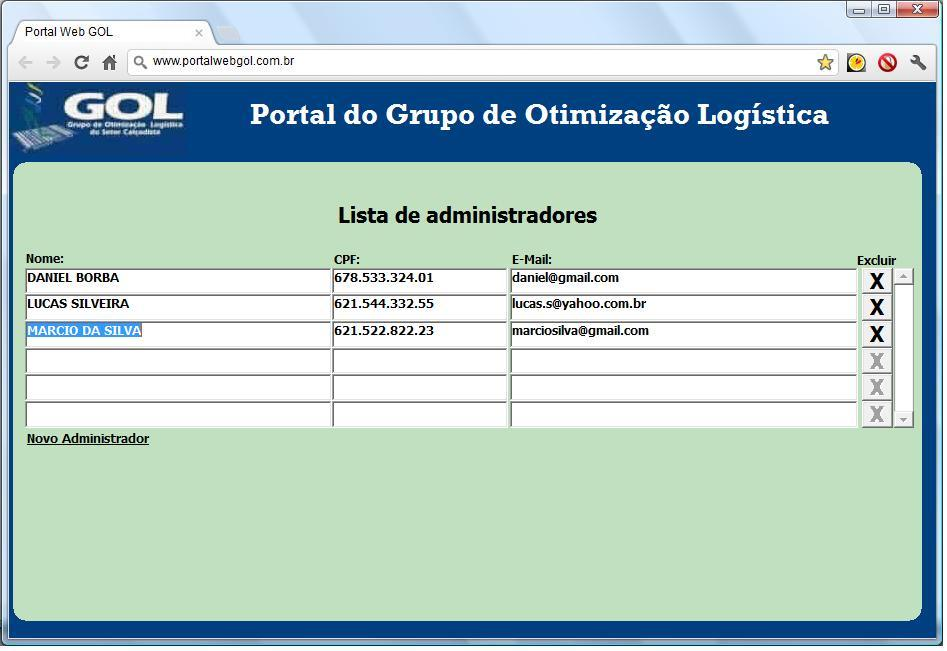 Portal Web GOL
www.portalwebgol.com.br
GOL
Grupo de Otimização Logística
do Setor Calçadista
Portal do Grupo de Otimização Logística
Lista de administradores
Nome: CPF: E-Mail: Excluir
DANIEL BORBA 678.533.324.01 daniel@gmail.com X
LUCAS SILVEIRA 621.544.332.55 lucas.s@yahoo.com.br X
MARCIO DA SILVA 621.522.822.23 marciosilva@gmail.com X
X
X
X
Novo Administrador